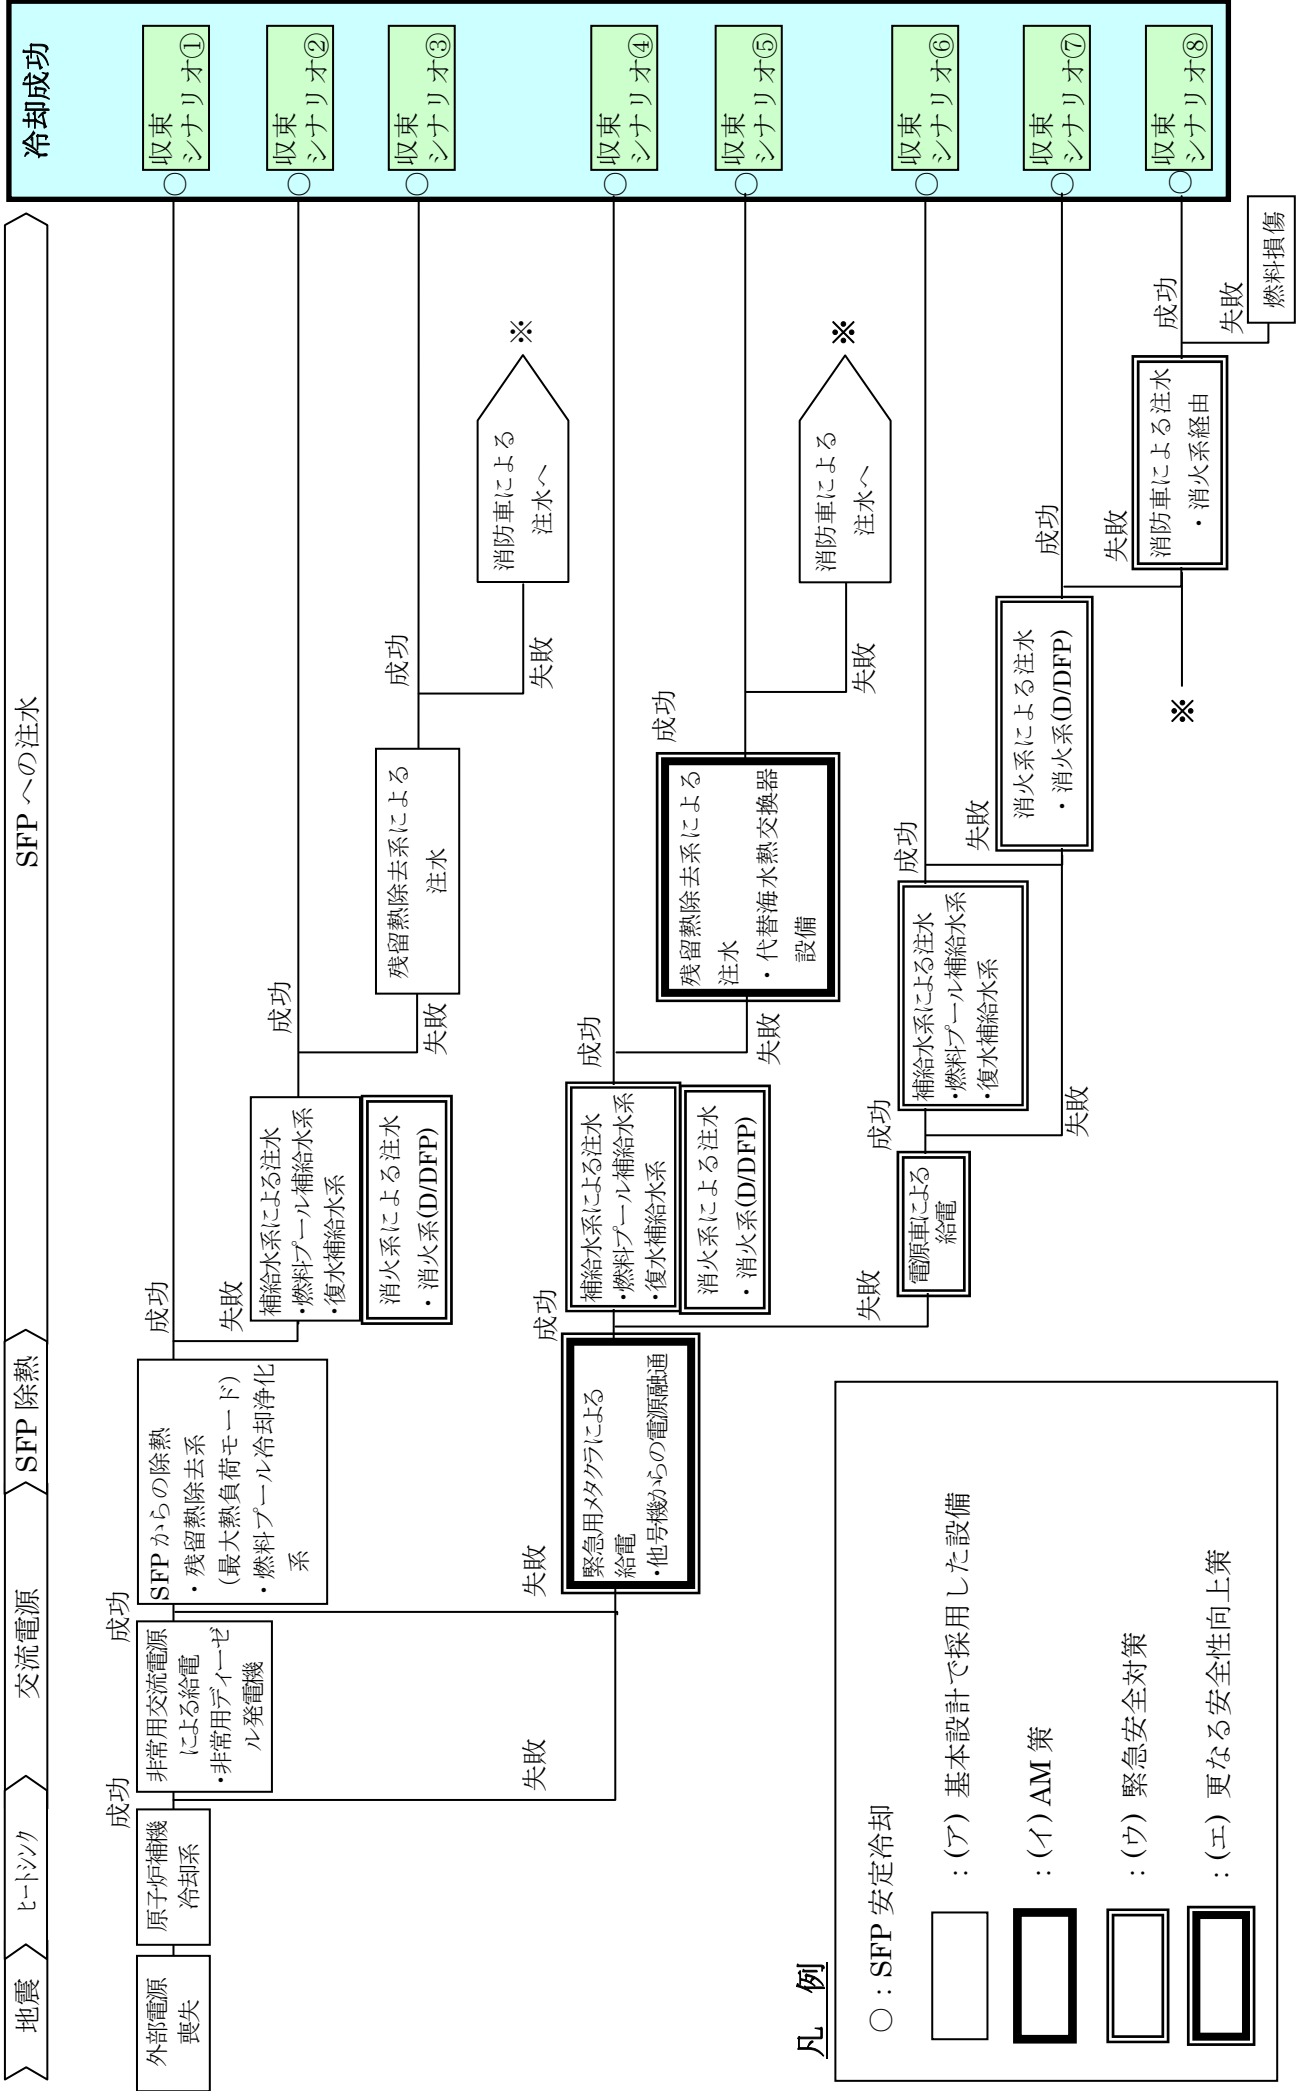 地震
ヒートシンク
交流電源
SFP 除熱
SFP への注水
冷却成功
外部電源
喪失
原子炉補機
冷却系
成功
失敗
非常用交流電源
による給電
・非常用ディーゼ
ル発電機
成功
失敗
SFP からの除熱
・残留熱除去系
(最大熱負荷モード)
・燃料プール冷却浄化
系
成功
収束
シナリオ①
○
失敗
補給水系による注水
・燃料プール補給水系
・復水補給水系
消火系による注水
・消火系(D/DFP)
成功
収束
シナリオ②
○
失敗
残留熱除去系による
注水
成功
収束
シナリオ③
○
失敗
消防車による
注水へ
※
緊急用メタクラによる
給電
・他号機からの電源融通
成功
補給水系による注水
・燃料プール補給水系
・復水補給水系
消火系による注水
・消火系(D/DFP)
成功
収束
シナリオ④
○
失敗
残留熱除去系による
注水
・代替海水熱交換器
設備
成功
収束
シナリオ⑤
○
失敗
消防車による
注水へ
※
失敗
電源車による
給電
成功
補給水系による注水
・燃料プール補給水系
・復水補給水系
成功
収束
シナリオ⑥
○
失敗
失敗
消火系による注水
・消火系(D/DFP)
成功
収束
シナリオ⑦
○
失敗
※
消防車による注水
・消火系経由
成功
収束
シナリオ⑧
○
失敗
燃料損傷
凡 例
○：SFP 安定冷却
：(ア) 基本設計で採用した設備
：(イ) AM 策
：(ウ) 緊急安全対策
：(エ) 更なる安全性向上策